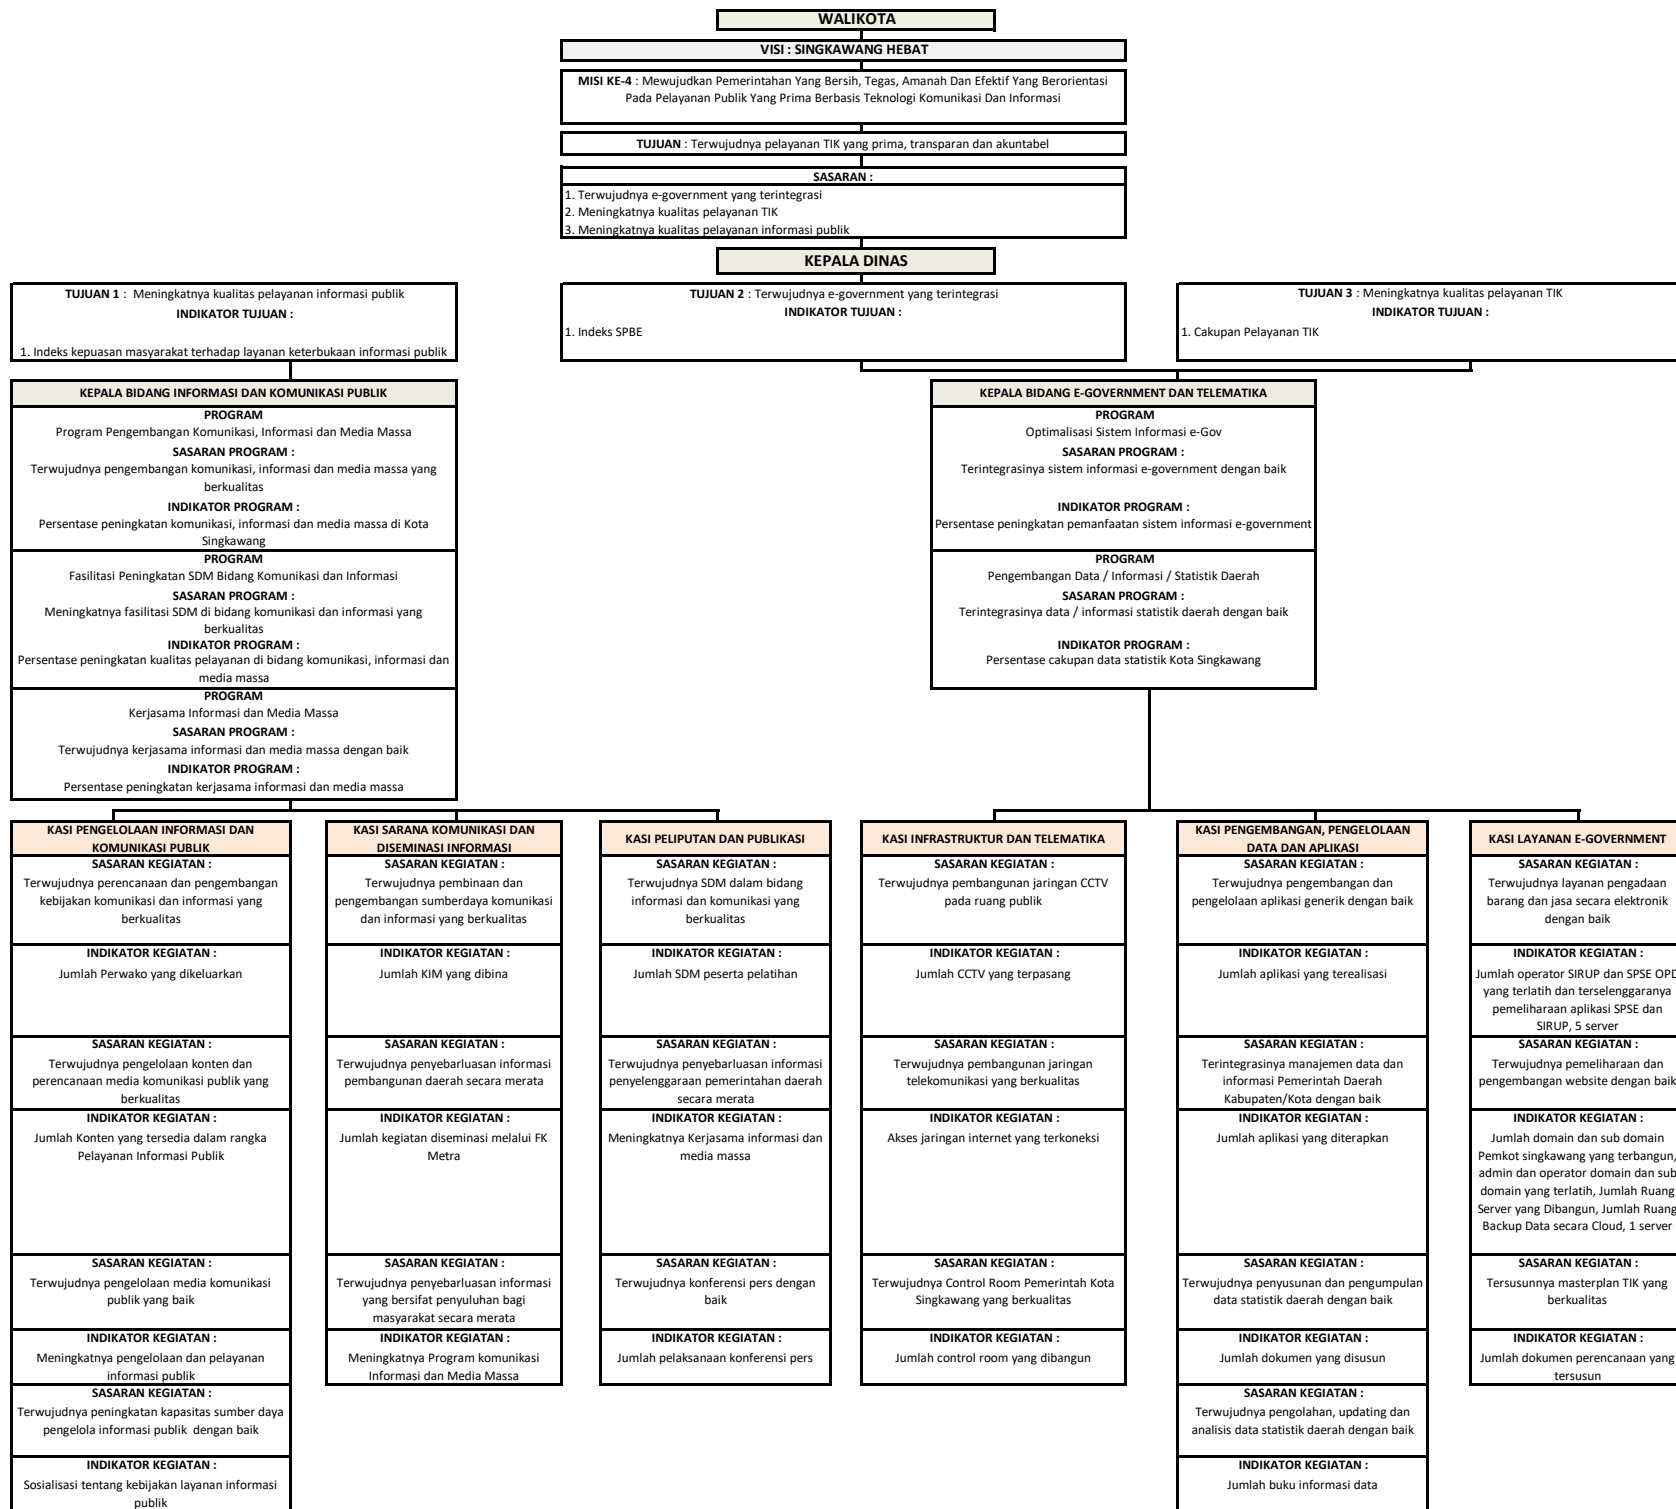 WALIKOTA
VISI : SINGKAWANG HEBAT
MISI KE-4 : Mewujudkan Pemerintahan Yang Bersih, Tegas, Amanah Dan Efektif Yang Berorientasi
Pada Pelayanan Publik Yang Prima Berbasis Teknologi Komunikasi Dan Informasi
TUJUAN : Terwujudnya pelayanan TIK yang prima, transparan dan akuntabel
SASARAN :
1. Terwujudnya e-government yang terintegrasi
2. Meningkatnya kualitas pelayanan TIK
3. Meningkatnya kualitas pelayanan informasi publik
KEPALA DINAS
TUJUAN 1 : Meningkatnya kualitas pelayanan informasi publik
INDIKATOR TUJUAN :
1. Indeks kepuasan masyarakat terhadap layanan keterbukaan informasi publik
TUJUAN 2 : Terwujudnya e-government yang terintegrasi
INDIKATOR TUJUAN :
1. Indeks SPBE
TUJUAN 3 : Meningkatnya kualitas pelayanan TIK
INDIKATOR TUJUAN :
1. Cakupan Pelayanan TIK
KEPALA BIDANG INFORMASI DAN KOMUNIKASI PUBLIK
PROGRAM
Program Pengembangan Komunikasi, Informasi dan Media Massa
SASARAN PROGRAM :
Terwujudnya pengembangan komunikasi, informasi dan media massa yang
berkualitas
INDIKATOR PROGRAM :
Persentase peningkatan komunikasi, informasi dan media massa di Kota
Singkawang
PROGRAM
Fasilitasi Peningkatan SDM Bidang Komunikasi dan Informasi
SASARAN PROGRAM :
Meningkatnya fasilitasi SDM di bidang komunikasi dan informasi yang
berkualitas
INDIKATOR PROGRAM :
Persentase peningkatan kualitas pelayanan di bidang komunikasi, informasi dan
media massa
PROGRAM
Kerjasama Informasi dan Media Massa
SASARAN PROGRAM :
Terwujudnya kerjasama informasi dan media massa dengan baik
INDIKATOR PROGRAM :
Persentase peningkatan kerjasama informasi dan media massa
KEPALA BIDANG E-GOVERNMENT DAN TELEMATIKA
PROGRAM
Optimalisasi Sistem Informasi e-Gov
SASARAN PROGRAM :
Terintegrasinya sistem informasi e-government dengan baik
INDIKATOR PROGRAM :
Persentase peningkatan pemanfaatan sistem informasi e-government
PROGRAM
Pengembangan Data / Informasi / Statistik Daerah
SASARAN PROGRAM :
Terintegrasinya data / informasi statistik daerah dengan baik
INDIKATOR PROGRAM :
Persentase cakupan data statistik Kota Singkawang
KASI PENGELOLAAN INFORMASI DAN
KOMUNIKASI PUBLIK
SASARAN KEGIATAN :
Terwujudnya perencanaan dan pengembangan
kebijakan komunikasi dan informasi yang
berkualitas
INDIKATOR KEGIATAN :
Jumlah Perwako yang dikeluarkan
SASARAN KEGIATAN :
Terwujudnya pengelolaan konten dan
perencanaan media komunikasi publik yang
berkualitas
INDIKATOR KEGIATAN :
Jumlah Konten yang tersedia dalam rangka
Pelayanan Informasi Publik
SASARAN KEGIATAN :
Terwujudnya pengelolaan media komunikasi
publik yang baik
INDIKATOR KEGIATAN :
Meningkatnya pengelolaan dan pelayanan
informasi publik
SASARAN KEGIATAN :
Terwujudnya peningkatan kapasitas sumber daya
pengelola informasi publik dengan baik
INDIKATOR KEGIATAN :
Sosialisasi tentang kebijakan layanan informasi
publik
KASI SARANA KOMUNIKASI DAN
DISEMINASI INFORMASI
SASARAN KEGIATAN :
Terwujudnya pembinaan dan
pengembangan sumberdaya komunikasi
dan informasi yang berkualitas
INDIKATOR KEGIATAN :
Jumlah KIM yang dibina
SASARAN KEGIATAN :
Terwujudnya penyebarluasan informasi
pembangunan daerah secara merata
INDIKATOR KEGIATAN :
Jumlah kegiatan diseminasi melalui FK
Metra
SASARAN KEGIATAN :
Terwujudnya penyebarluasan informasi
yang bersifat penyuluhan bagi
masyarakat secara merata
INDIKATOR KEGIATAN :
Meningkatnya Program komunikasi
Informasi dan Media Massa
KASI PELIPUTAN DAN PUBLIKASI
SASARAN KEGIATAN :
Terwujudnya SDM dalam bidang
informasi dan komunikasi yang
berkualitas
INDIKATOR KEGIATAN :
Jumlah SDM peserta pelatihan
SASARAN KEGIATAN :
Terwujudnya penyebarluasan informasi
penyelenggaraan pemerintahan daerah
secara merata
INDIKATOR KEGIATAN :
Meningkatnya Kerjasama informasi dan
media massa
SASARAN KEGIATAN :
Terwujudnya konferensi pers dengan
baik
INDIKATOR KEGIATAN :
Jumlah pelaksanaan konferensi pers
KASI INFRASTRUKTUR DAN TELEMATIKA
SASARAN KEGIATAN :
Terwujudnya pembangunan jaringan CCTV
pada ruang publik
INDIKATOR KEGIATAN :
Jumlah CCTV yang terpasang
SASARAN KEGIATAN :
Terwujudnya pembangunan jaringan
telekomunikasi yang berkualitas
INDIKATOR KEGIATAN :
Akses jaringan internet yang terkoneksi
SASARAN KEGIATAN :
Terwujudnya Control Room Pemerintah Kota
Singkawang yang berkualitas
INDIKATOR KEGIATAN :
Jumlah control room yang dibangun
KASI PENGEMBANGAN, PENGELOLAAN
DATA DAN APLIKASI
SASARAN KEGIATAN :
Terwujudnya pengembangan dan
pengelolaan aplikasi generik dengan baik
INDIKATOR KEGIATAN :
Jumlah aplikasi yang terealisasi
SASARAN KEGIATAN :
Terintegrasinya manajemen data dan
informasi Pemerintah Daerah
Kabupaten/Kota dengan baik
INDIKATOR KEGIATAN :
Jumlah aplikasi yang diterapkan
SASARAN KEGIATAN :
Terwujudnya penyusunan dan pengumpulan
data statistik daerah dengan baik
INDIKATOR KEGIATAN :
Jumlah dokumen yang disusun
SASARAN KEGIATAN :
Terwujudnya pengolahan, updating dan
analisis data statistik daerah dengan baik
INDIKATOR KEGIATAN :
Jumlah buku informasi data
KASI LAYANAN E-GOVERNMENT
SASARAN KEGIATAN :
Terwujudnya layanan pengadaan
barang dan jasa secara elektronik
dengan baik
INDIKATOR KEGIATAN :
Jumlah operator SIRUP dan SPSE OPD
yang terlatih dan terselenggaranya
pemeliharaan aplikasi SPSE dan
SIRUP, 5 server
SASARAN KEGIATAN :
Terwujudnya pemeliharaan dan
pengembangan website dengan baik
INDIKATOR KEGIATAN :
Jumlah domain dan sub domain
Pemkot singkawang yang terbangun,
admin dan operator domain dan sub
domain yang terlatih, Jumlah Ruang
Server yang Dibangun, Jumlah Ruang
Backup Data secara Cloud, 1 server
SASARAN KEGIATAN :
Tersusunnya masterplan TIK yang
berkualitas
INDIKATOR KEGIATAN :
Jumlah dokumen perencanaan yang
tersusun